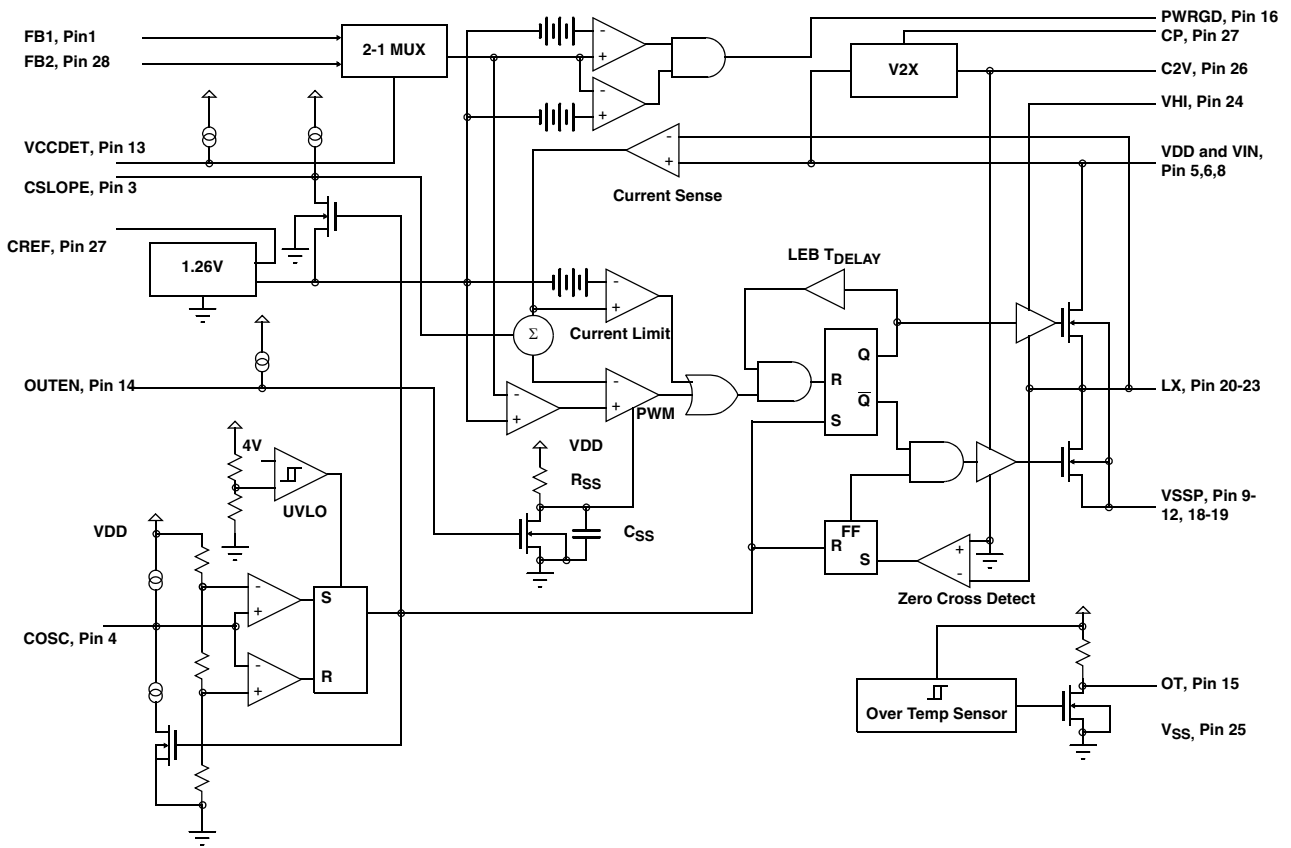 FB1, Pin1
FB2, Pin 28
2-1 MUX
PWRGD, Pin 16
CP, Pin 27
V2X
C2V, Pin 26
VHI, Pin 24
VCCDET, Pin 13
CSLOPE, Pin 3
-
+
-
+
-
+
Current Sense
VDD and VIN,
Pin 5,6,8
CREF, Pin 27
1.26V
LEB TDELAY
-
+
Current Limit
Σ
OUTEN, Pin 14
-
+
-
+
PWM
Q
R
Q
S
LX, Pin 20-23
4V
UVLO
VDD
RSS
CSS
VSSP, Pin 9-
12, 18-19
VDD
FF
R
S
+
-
Zero Cross Detect
-
+
S
COSC, Pin 4
-
+
R
Over Temp Sensor
OT, Pin 15
VSS, Pin 25